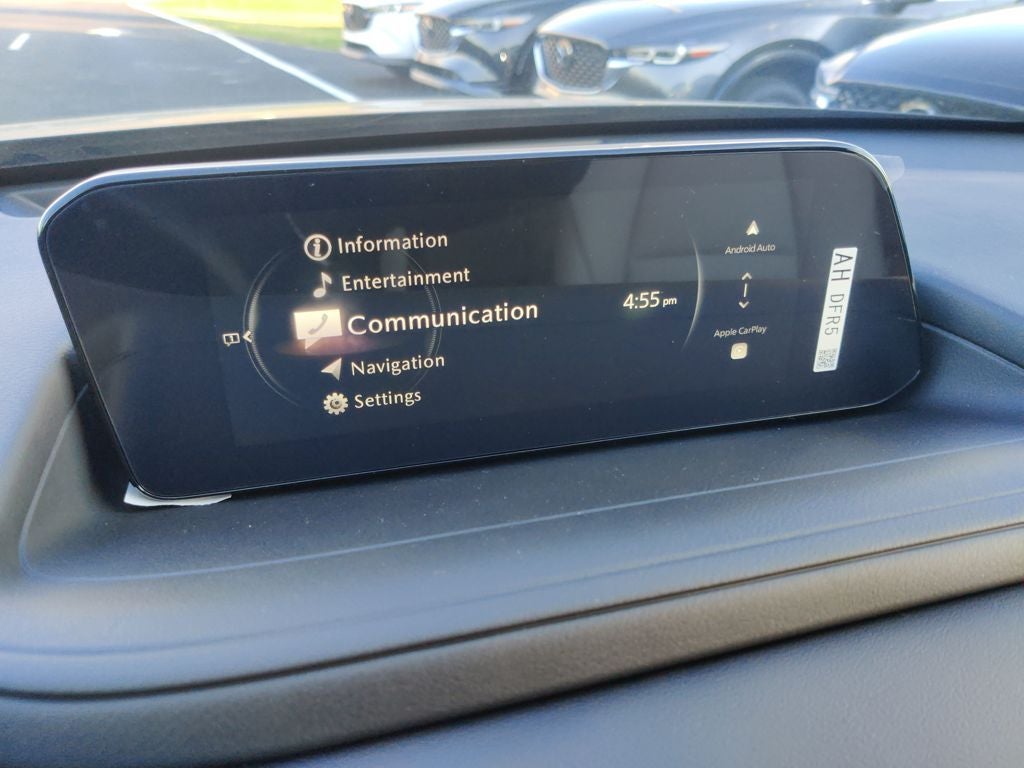 Information
Entertainment
Communication
Navigation
Settings
4:55 pm
Android Auto
Apple CarPlay
AH DFR5